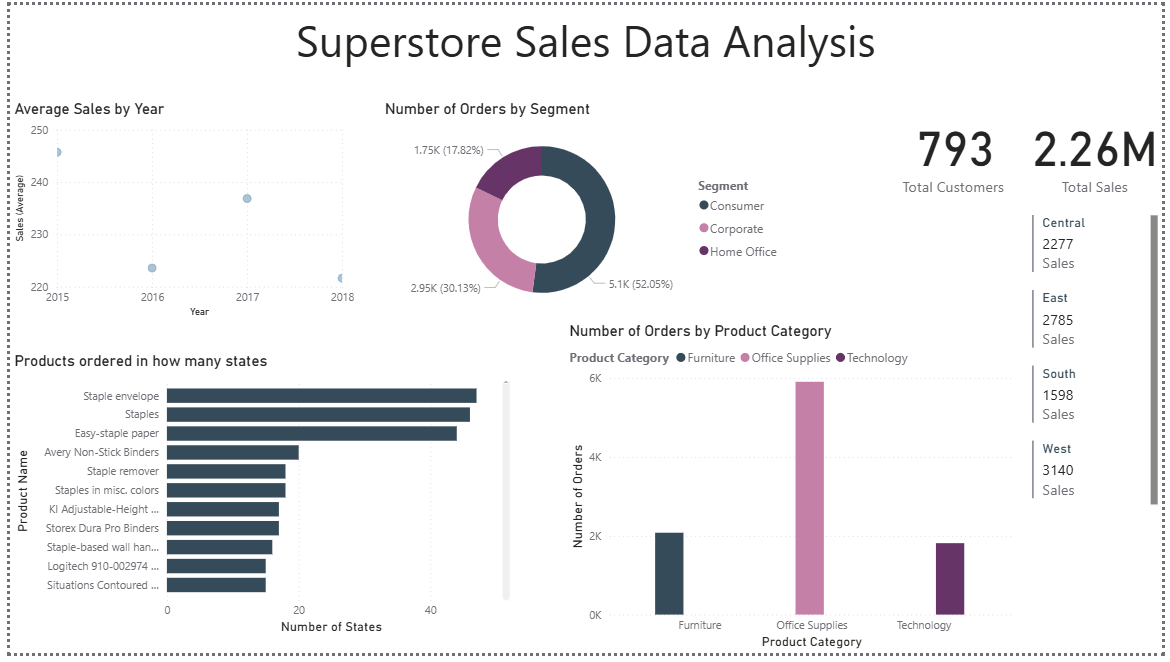 Superstore Sales Data Analysis
Average Sales by Year
250
240
230
220
Sales (Average)
2015 2016 2017 2018
Year
Number of Orders by Segment
1.75K (17.82%)
2.95K (30.13%)
5.1K (52.05%)
Segment
Consumer
Corporate
Home Office
793
Total Customers
2.26M
Total Sales
Central
2277
Sales
East
2785
Sales
South
1598
Sales
West
3140
Sales
Products ordered in how many states
Product Name
Staple envelope
Staples
Easy-staple paper
Avery Non-Stick Binders
Staple remover
Staples in misc. colors
KI Adjustable-Height ...
Storex Dura Pro Binders
Staple-based wall han...
Logitech 910-002974 ...
Situations Contoured ...
0 20 40
Number of States
Number of Orders by Product Category
Product Category Furniture Office Supplies Technology
6K
4K
2K
0K
Number of Orders
Furniture Office Supplies Technology
Product Category